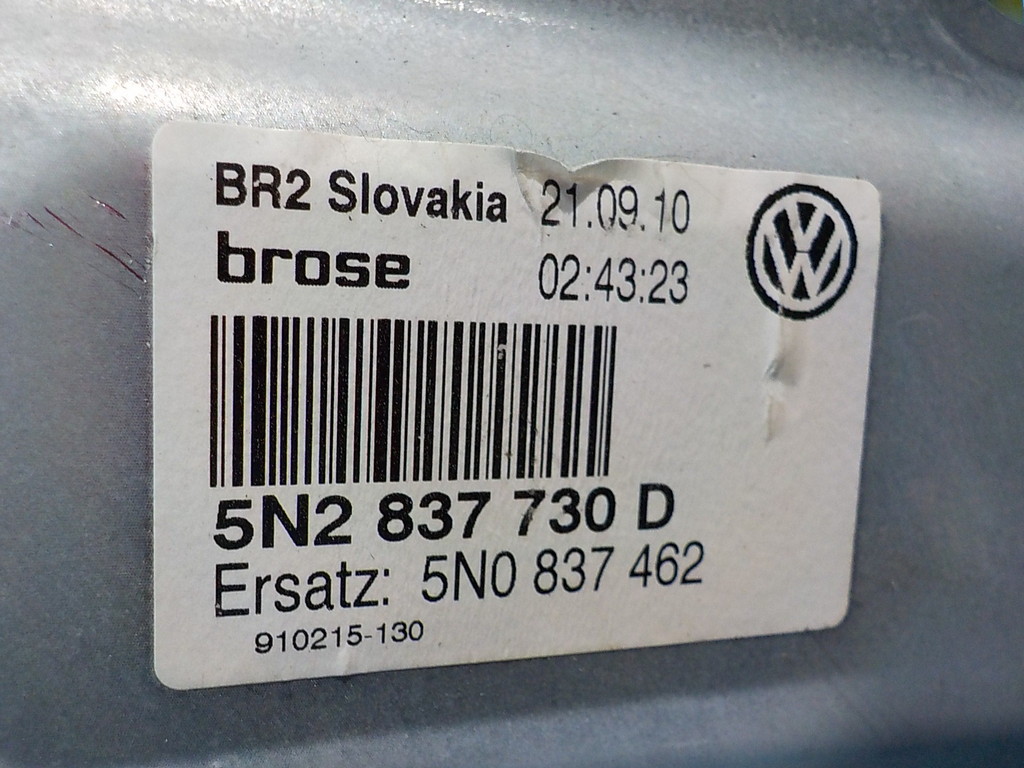 BR2 Slovakia 21.09.10
brose 02:43:23
5N2 837 730 D
Ersatz: 5N0 837 462
910215-130